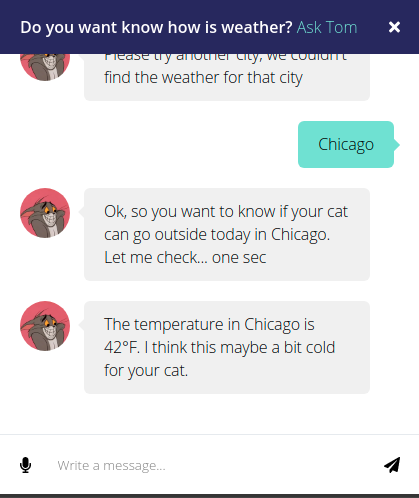 Do you want know how is weather? Ask Tom
Please try another city, we couldn't
find the weather for that city
Chicago
Ok, so you want to know if your cat
can go outside today in Chicago.
Let me check... one sec
The temperature in Chicago is
42°F. I think this maybe a bit cold
for your cat.
Write a message...